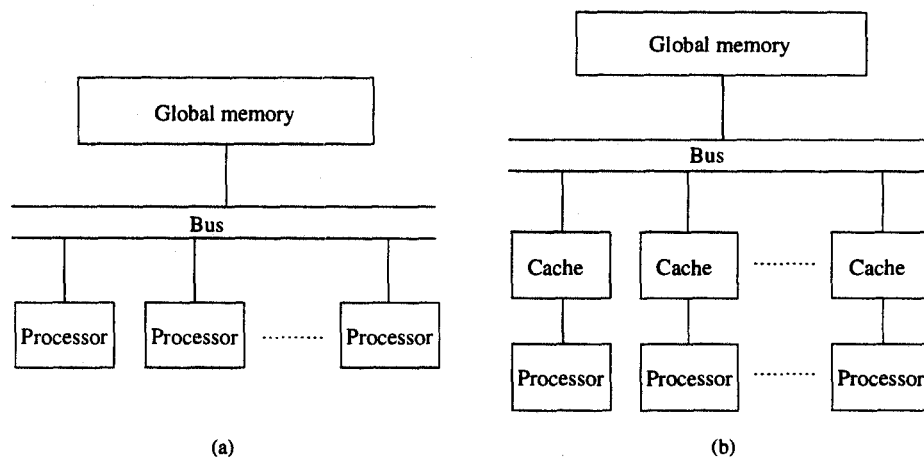 Global memory
Bus
Processor Processor Processor
(a)
Global memory
Bus
Cache Cache Cache
Processor Processor Processor
(b)